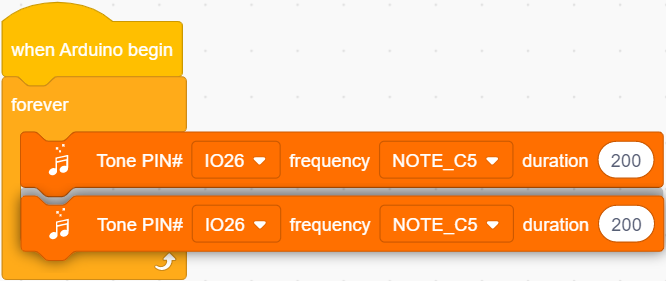 when Arduino begin
forever
Tone PIN# IO26 frequency NOTE_C5 duration 200
Tone PIN# IO26 frequency NOTE_C5 duration 200